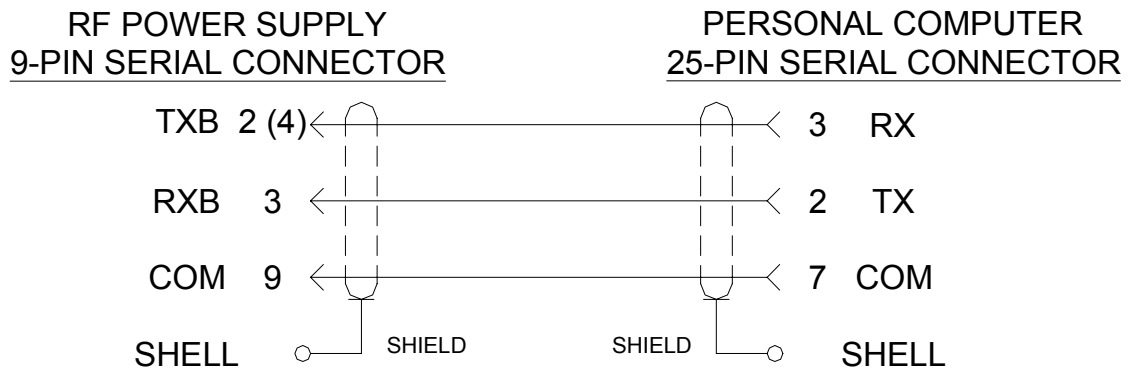 RF POWER SUPPLY
9-PIN SERIAL CONNECTOR
PERSONAL COMPUTER
25-PIN SERIAL CONNECTOR
TXB 2 (4) 3 RX
RXB 3 2 TX
COM 9 7 COM
SHELL SHIELD SHIELD SHELL